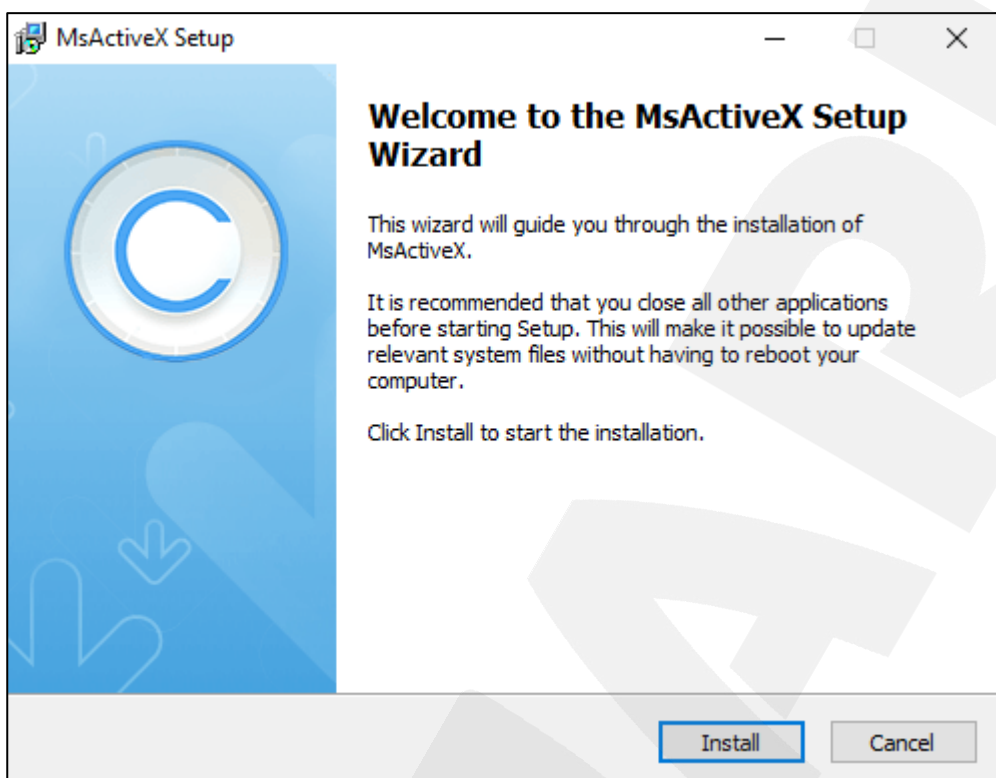 MsActiveX Setup
Welcome to the MsActiveX Setup
Wizard
This wizard will guide you through the installation of
MsActiveX.
It is recommended that you close all other applications
before starting Setup. This will make it possible to update
relevant system files without having to reboot your
computer.
Click Install to start the installation.
Install
Cancel